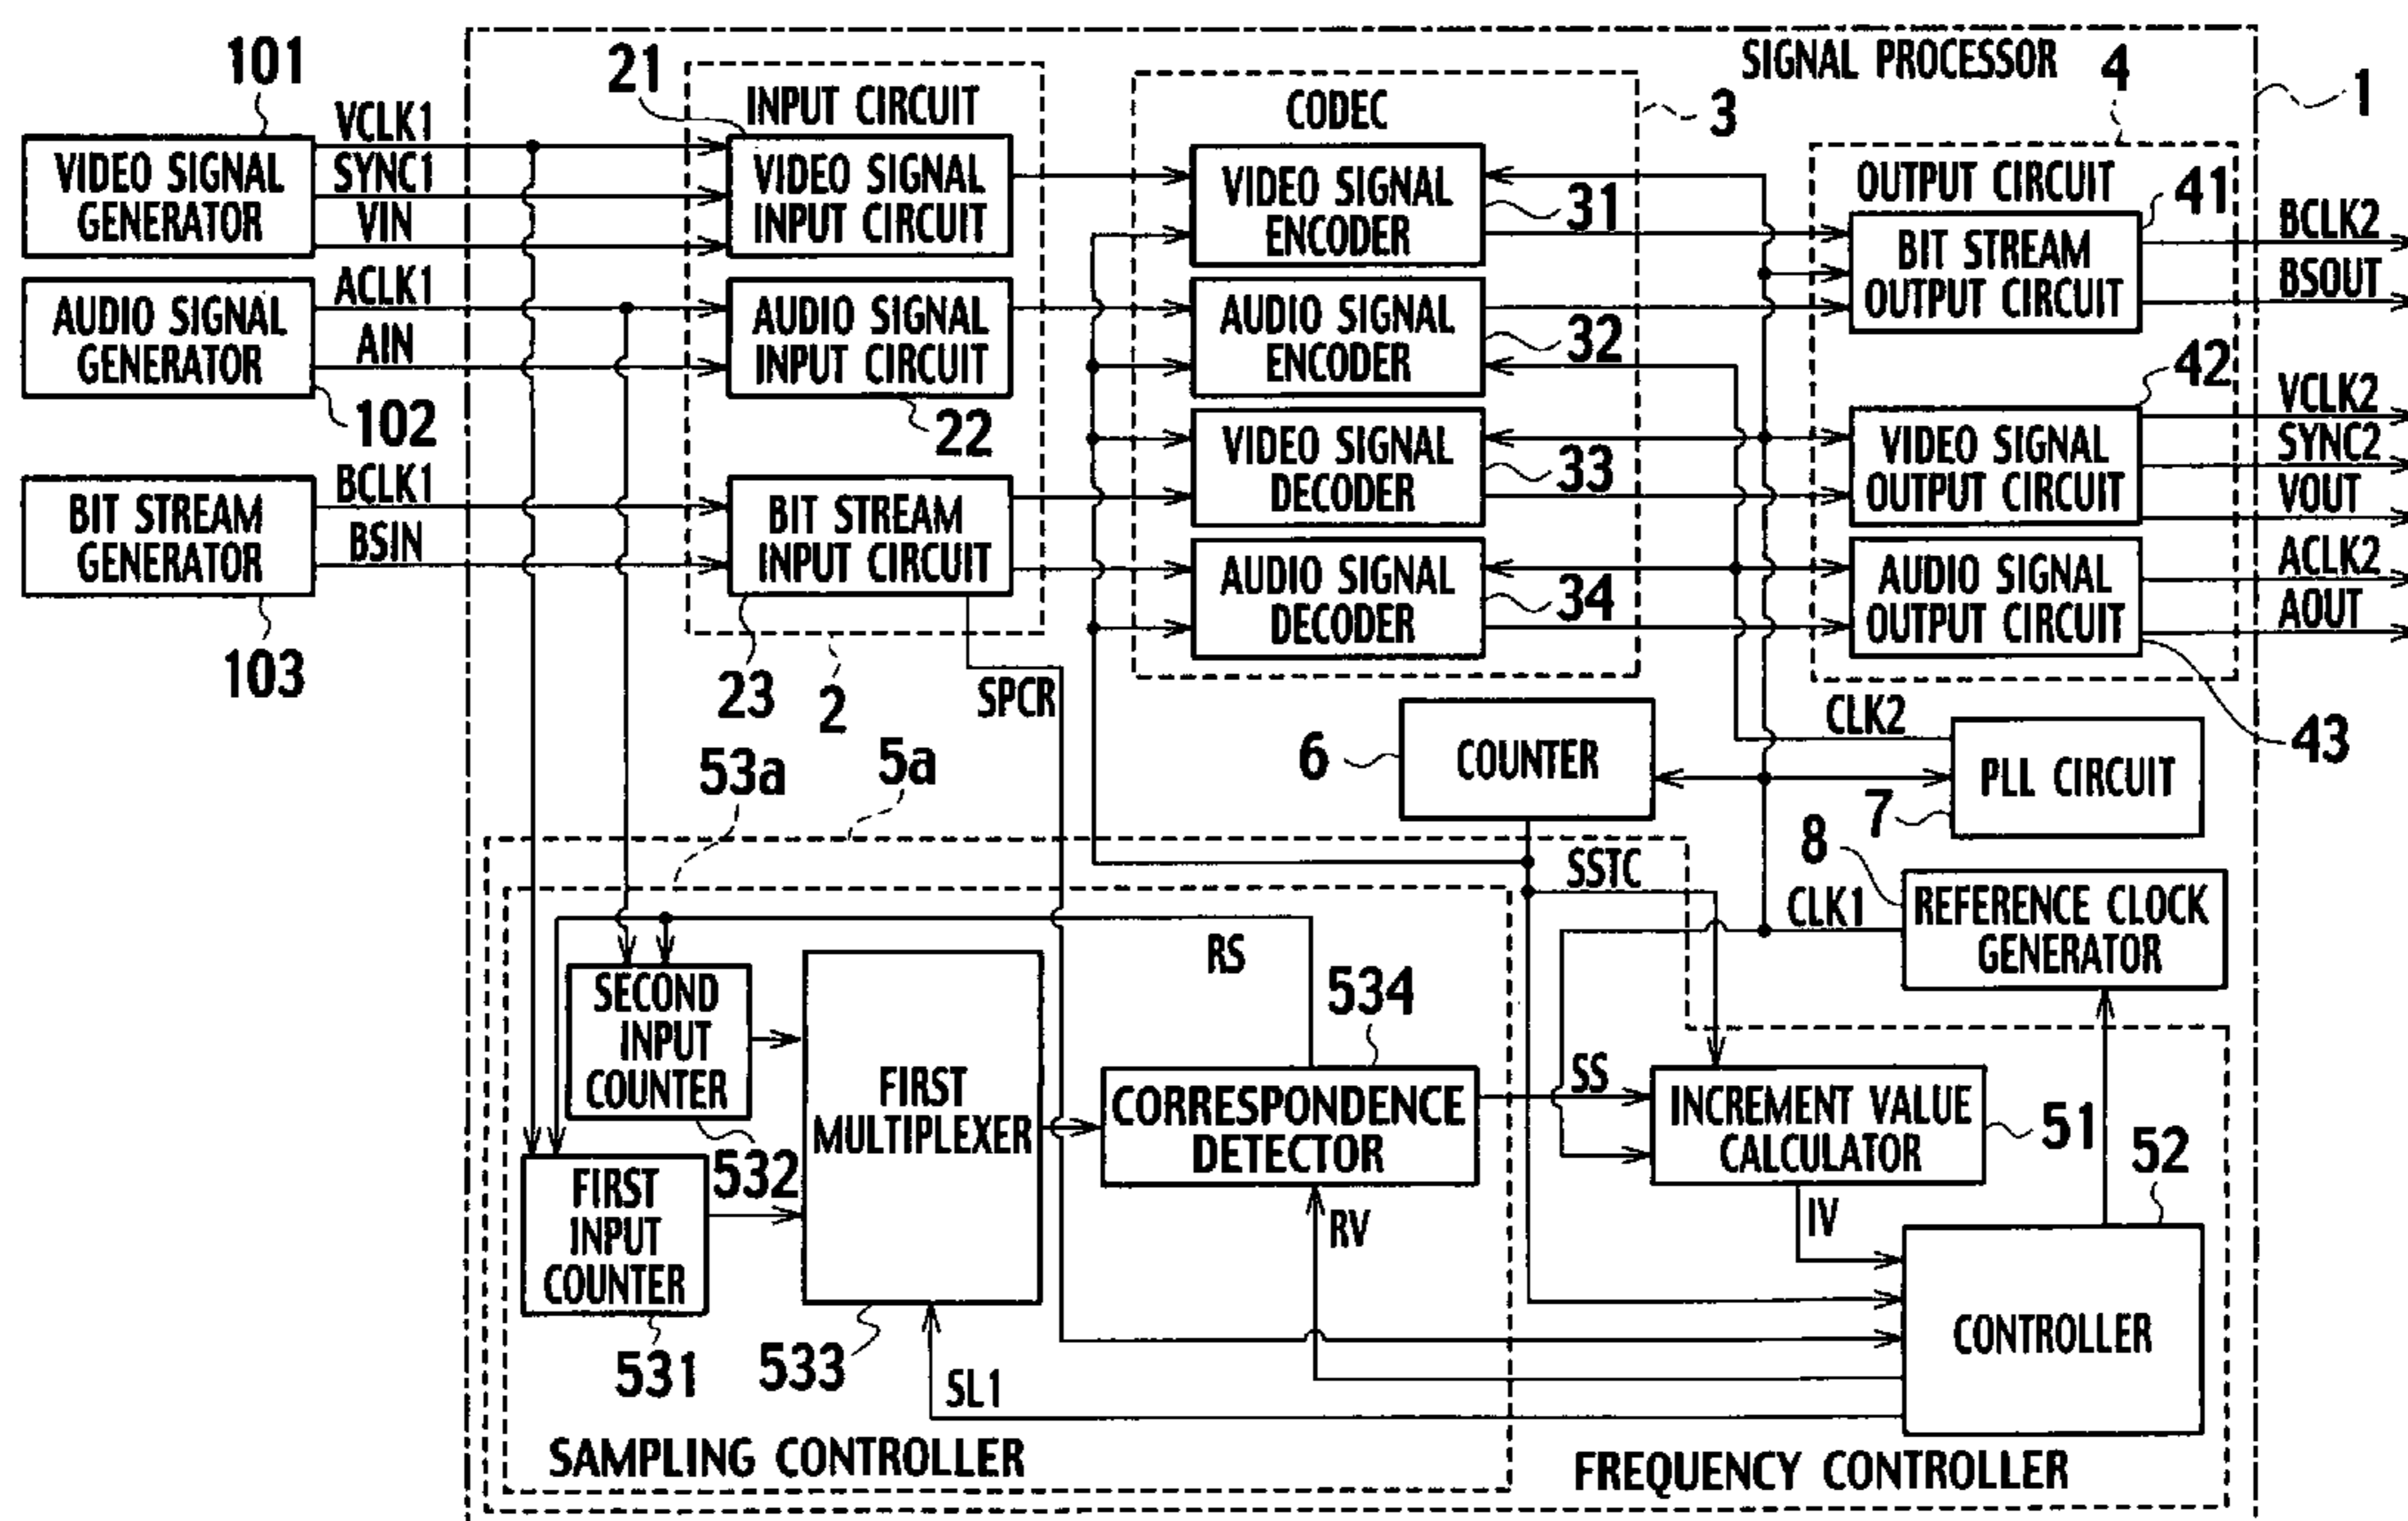 SIGNAL PROCESSOR
1
101
VIDEO SIGNAL
GENERATOR
VCLK1
SYNC1
VIN
AUDIO SIGNAL
GENERATOR
102
ACLK1
AIN
BIT STREAM
GENERATOR
103
BCLK1
BSIN
21
INPUT CIRCUIT
VIDEO SIGNAL
INPUT CIRCUIT
AUDIO SIGNAL
INPUT CIRCUIT
22
BIT STREAM
INPUT CIRCUIT
23
2
SPCR
CODEC
3
VIDEO SIGNAL
ENCODER
31
AUDIO SIGNAL
ENCODER
32
VIDEO SIGNAL
DECODER
33
AUDIO SIGNAL
DECODER
34
4
OUTPUT CIRCUIT
41
BIT STREAM
OUTPUT CIRCUIT
BCLK2
BSOUT
42
VIDEO SIGNAL
OUTPUT CIRCUIT
VCLK2
SYNC2
VOUT
AUDIO SIGNAL
OUTPUT CIRCUIT
43
ACLK2
AOUT
6
COUNTER
CLK2
PLL CIRCUIT
7
8
CLK1
REFERENCE CLOCK
GENERATOR
53a
5a
SSTC
RS
SECOND
INPUT
COUNTER
532
FIRST
INPUT
COUNTER
531
FIRST
MULTIPLEXER
533
534
CORRESPONDENCE
DETECTOR
SS
INCREMENT VALUE
CALCULATOR
51
52
RV
IV
CONTROLLER
SL1
SAMPLING CONTROLLER
FREQUENCY CONTROLLER